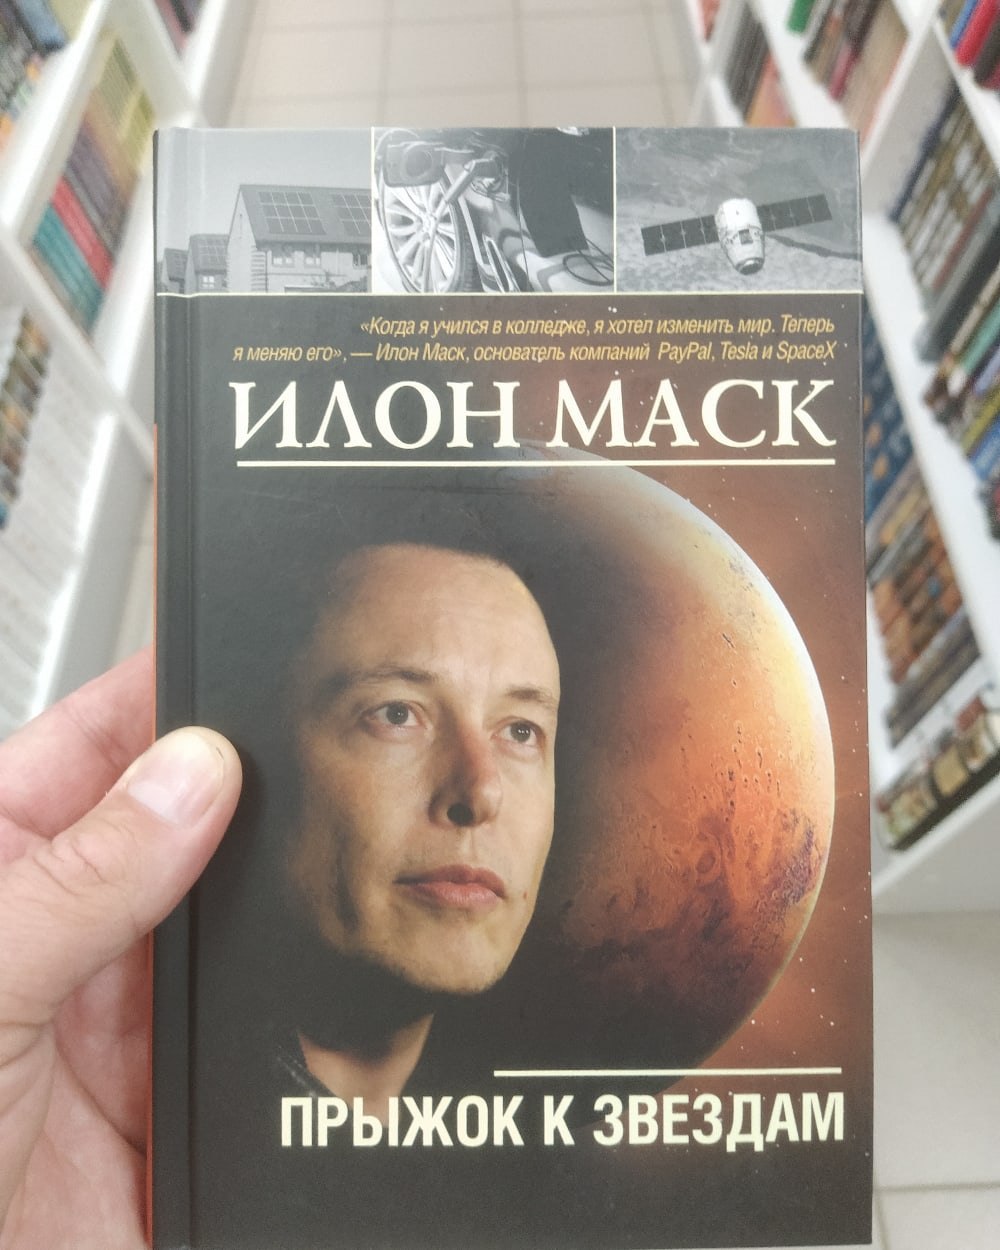 «Когда я учился в колледже, я хотел изменить мир. Теперь
я меняю его», — Илон Маск, основатель компаний PayPal, Tesla и SpaceX
ИЛОН МАСК
ПРЫЖОК К ЗВЕЗДАМ